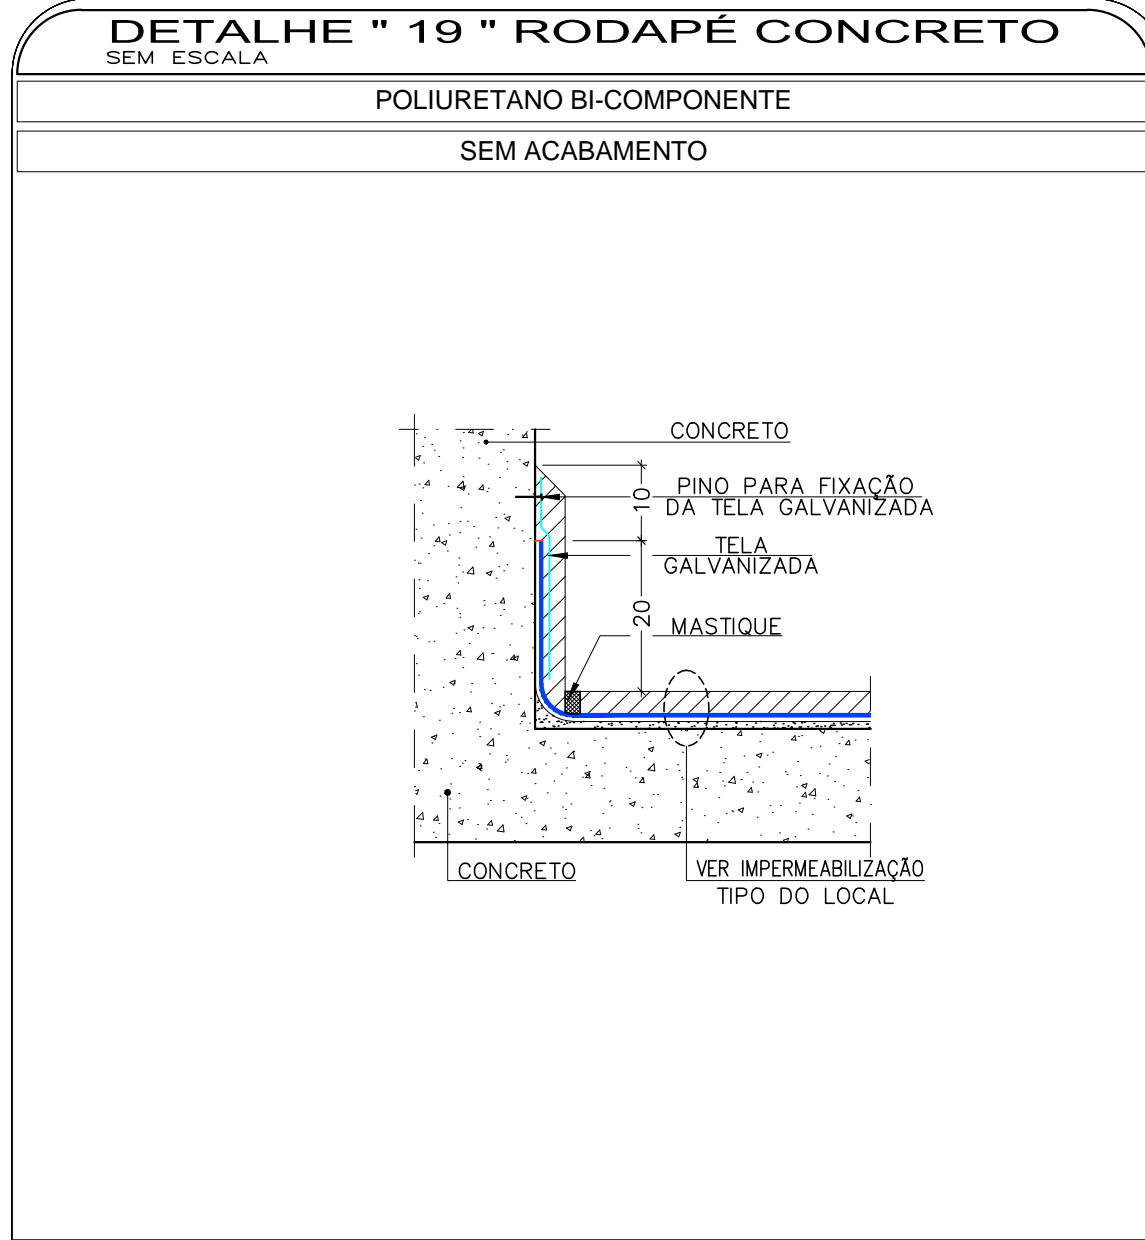 DETALHE " 19 " RODAPÉ CONCRETO
SEM ESCALA
POLIURETANO BI-COMPONENTE
SEM ACABAMENTO
CONCRETO
10
PINO PARA FIXAÇÃO
DA TELA GALVANIZADA
TELA
GALVANIZADA
20
MASTIQUE
CONCRETO
VER IMPERMEABILIZAÇÃO
TIPO DO LOCAL